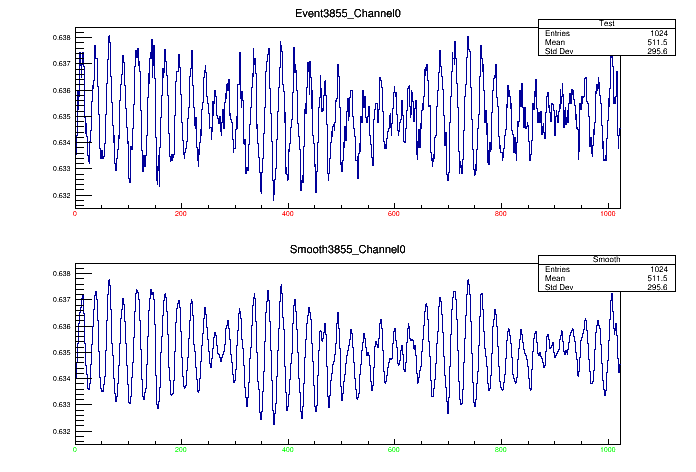 Event3855_Channel0
Test
Entries 1024
Mean 511.5
Std Dev 295.6
0.638
0.637
0.636
0.635
0.634
0.633
0.632
0 200 400 600 800 1000
Smooth3855_Channel0
Smooth
Entries 1024
Mean 511.5
Std Dev 295.6
0.638
0.637
0.636
0.635
0.634
0.633
0.632
0 200 400 600 800 1000